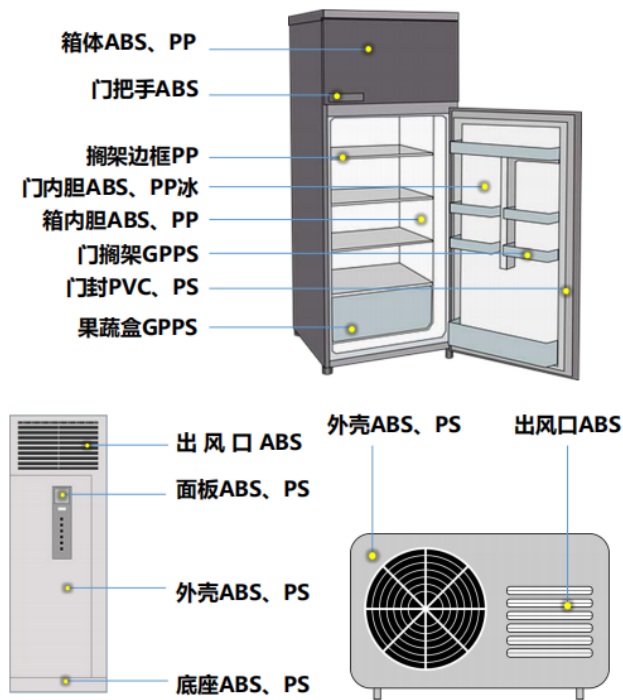 箱体ABS、PP
门把手ABS
搁架边框PP
门内胆ABS、PP冰
箱内胆ABS、PP
门搁架GPPS
门封PVC、PS
果蔬盒GPPS
外壳ABS、PS
出风口ABS
出 风 口 ABS
面板ABS、PS
外壳ABS、PS
底座ABS、PS